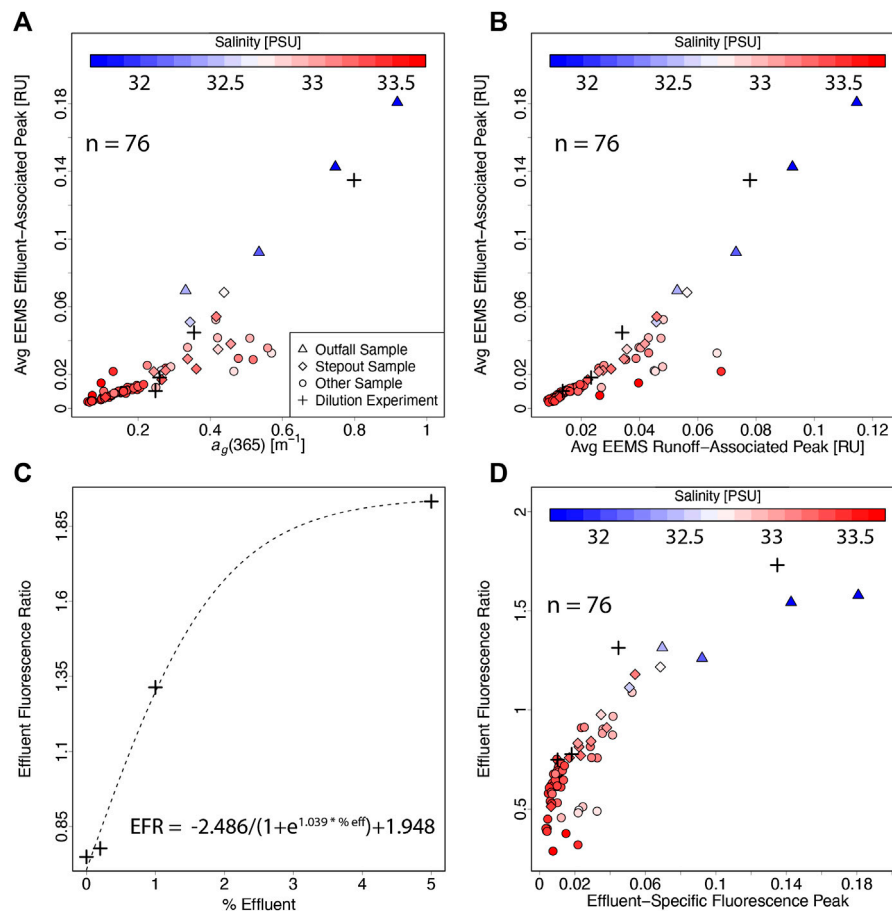 A
Salinity [PSU]
32 32.5 33 33.5
n = 76
Avg EEMS Effluent−Associated Peak [RU]
0 0.02 0.06 0.1 0.14 0.18
Outfall Sample
Stepout Sample
Other Sample
Dilution Experiment
0.2 0.4 0.6 0.8 1
ag(365) [m−1]
B
Salinity [PSU]
32 32.5 33 33.5
n = 76
Avg EEMS Effluent−Associated Peak [RU]
0 0.02 0.06 0.1 0.14 0.18
0.02 0.04 0.06 0.08 0.1 0.12
Avg EEMS Runoff−Associated Peak [RU]
C
Effluent Fluorescence Ratio
0.85 1.1 1.35 1.6 1.85
EFR = -2.486/(1+e1.039 * % eff)+1.948
0 1 2 3 4 5
% Effluent
D
Salinity [PSU]
32 32.5 33 33.5
n = 76
Effluent Fluorescence Ratio
0.5 1 1.5 2
0 0.02 0.06 0.1 0.14 0.18
Effluent−Specific Fluorescence Peak